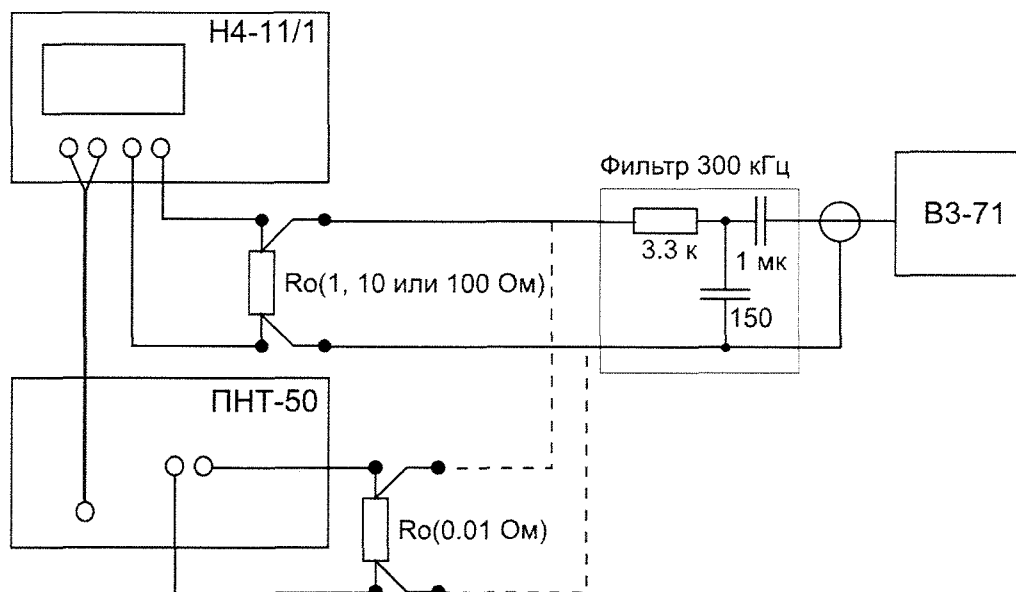 Н4-11/1
Фильтр 300 кГц
В3-71
3.3 к
1 мк
Ro(1, 10 или 100 Ом)
150
ПНТ-50
Ro(0.01 Ом)